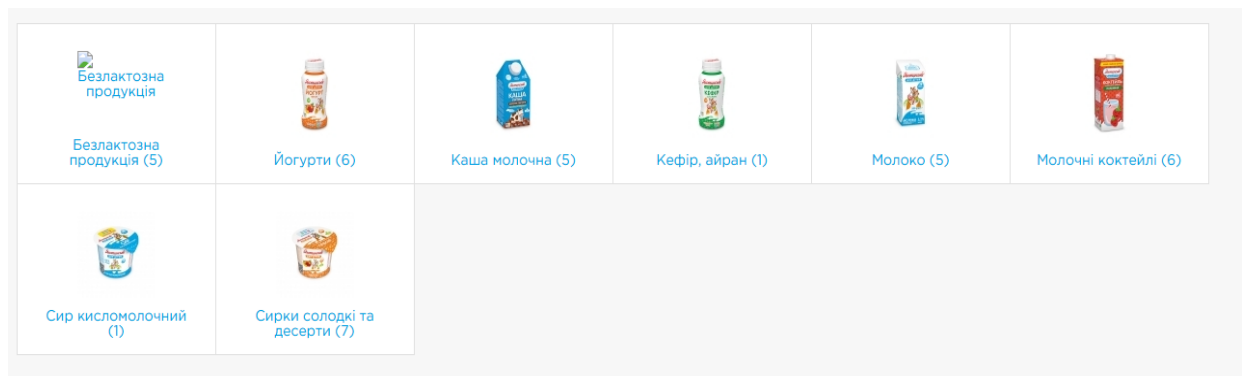 Безлактозна
продукція
Безлактозна
продукція (5)
Йогурти (6)
Каша молочна (5)
Кефір, айран (1)
Молоко (5)
Молочні коктейлі (6)
Сир кисломолочний
(1)
Сирки солодкі та
десерти (7)